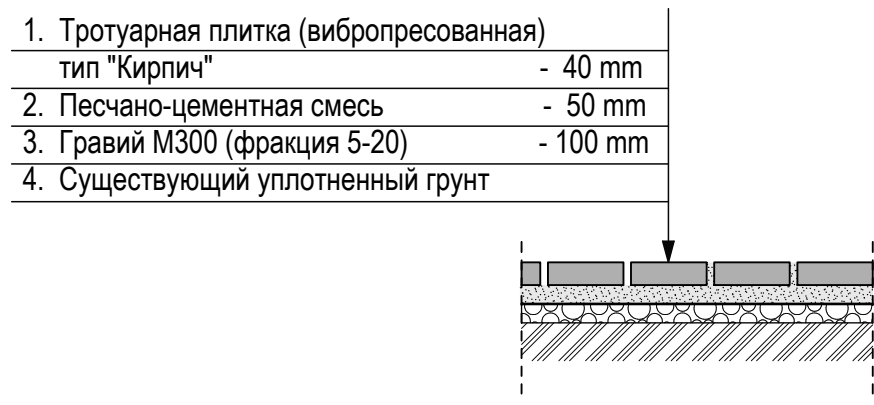 1. Тротуарная плитка (вибропресованная)
тип "Кирпич" - 40 mm
2. Песчано-цементная смесь - 50 mm
3. Гравий М300 (фракция 5-20) - 100 mm
4. Существующий уплотненный грунт